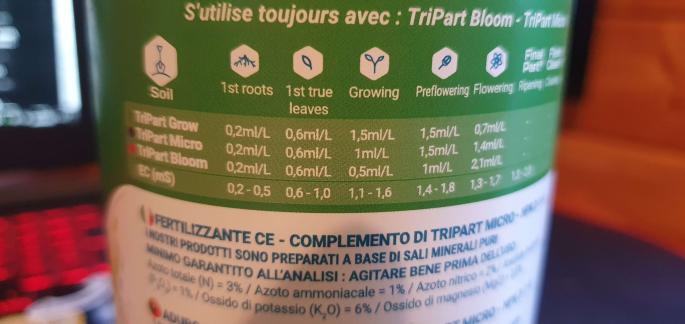 S'utilise toujours avec : TriPart Bloom - TriPart Micro
Soil 1st roots 1st true leaves Growing Preflowering Flowering Ripening
TriPart Grow 0,2ml/L 0,6ml/L 1,5ml/L 1,5ml/L 0,7ml/L
TriPart Micro 0,2ml/L 0,6ml/L 1ml/L 1,5ml/L 1,4ml/L
TriPart Bloom 0,2ml/L 0,6ml/L 0,5ml/L 1ml/L 2,1ml/L
EC (mS) 0,2 - 0,5 0,6 - 1,0 1,1 - 1,6 1,4 - 1,8 1,3 - 1,7
FERTILIZZANTE CE - COMPLEMENTO DI TRIPART MICRO -
I NOSTRI PRODOTTI SONO PREPARATI A BASE DI SALI MINERALI PURI
MINIMO GARANTITO ALL'ANALISI : AGITARE BENE PRIMA DELL'USO
Azoto totale (N) = 3% / Azoto ammoniacale = 1% / Azoto nitrico = 2%
(P₂O₅) = 1% / Ossido di potassio (K₂O) = 6% / Ossido di magnesio (MgO)